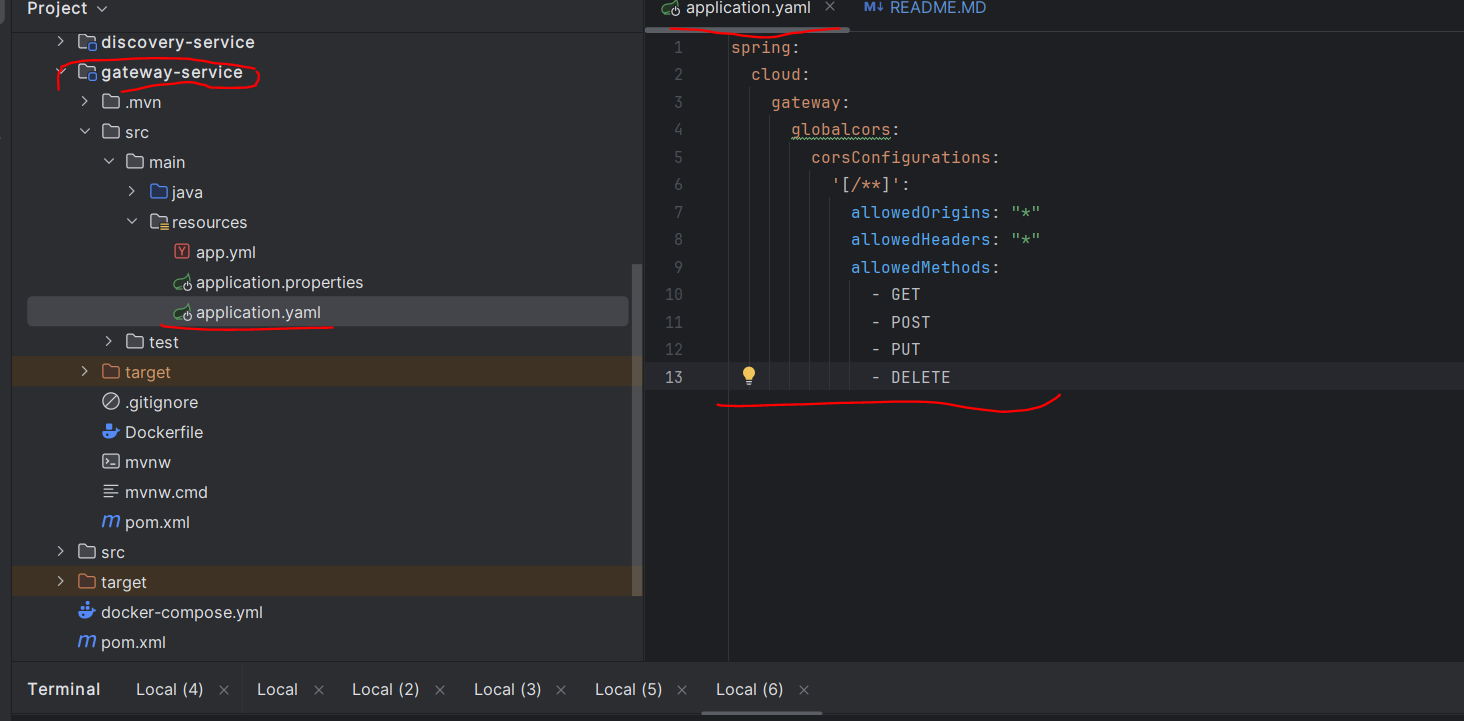 Project
discovery-service
gateway-service
.mvn
src
main
java
resources
app.yml
application.properties
application.yaml
test
target
.gitignore
Dockerfile
mvnw
mvnw.cmd
pom.xml
src
target
docker-compose.yml
pom.xml
application.yaml
README.MD
1 spring:
2 cloud:
3 gateway:
4 globalcors:
5 corsConfigurations:
6 '[/**]':
7 allowedOrigins: "*"
8 allowedHeaders: "*"
9 allowedMethods:
10 - GET
11 - POST
12 - PUT
13 - DELETE
Terminal Local (4) Local Local (2) Local (3) Local (5) Local (6)